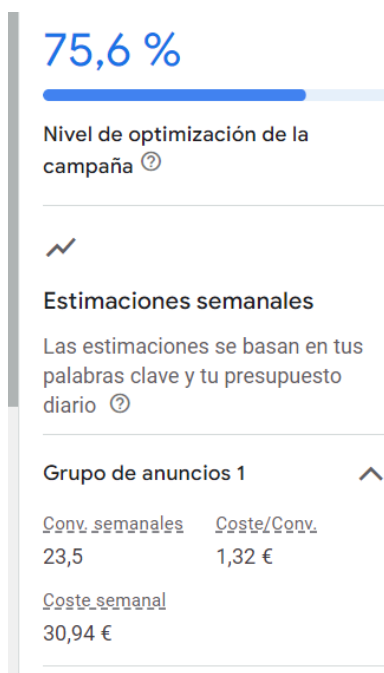 75,6 %
Nivel de optimización de la
campaña ?
Estimaciones semanales
Las estimaciones se basan en tus
palabras clave y tu presupuesto
diario ?
Grupo de anuncios 1
Conv. semanales Coste/Conv.
23,5 1,32 €
Coste semanal
30,94 €